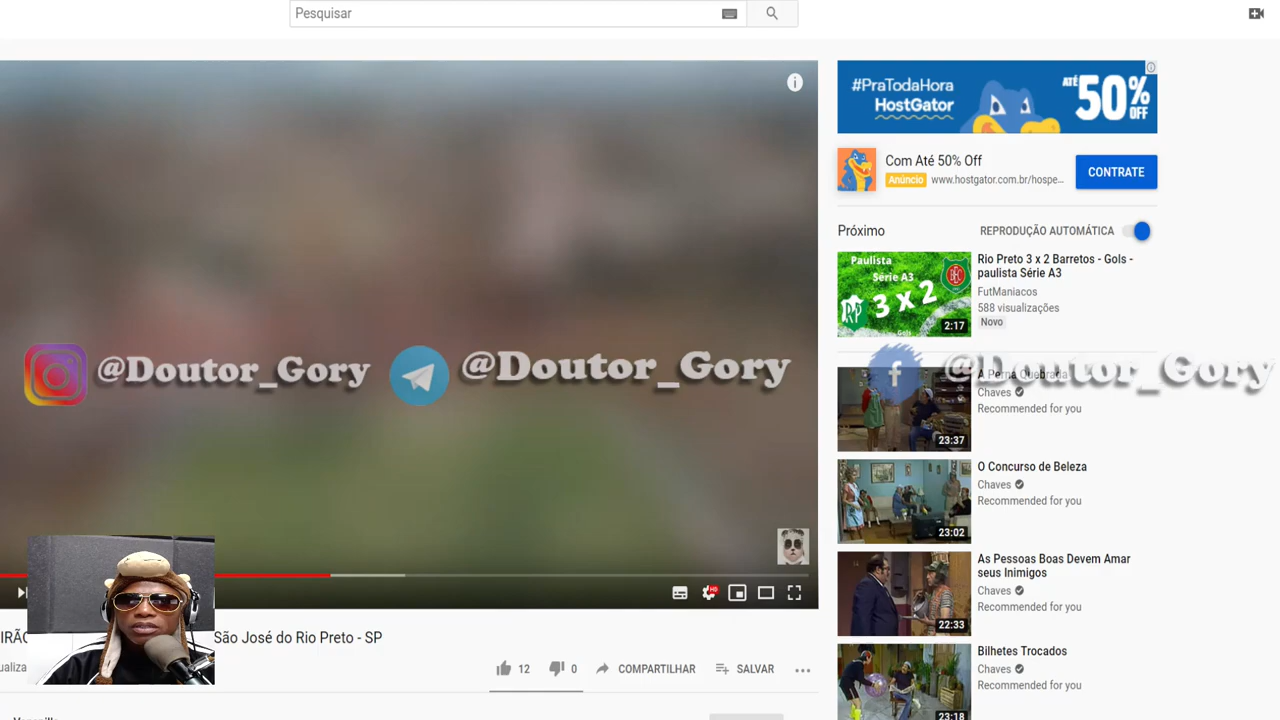 Pesquisar
#PraTodaHora
HostGator
ATÉ
50%
OFF
Com Até 50% Off
CONTRATE
Anúncio www.hostgator.com.br/hospe...
Próximo
REPRODUÇÃO AUTOMÁTICA
Paulista
Série A3
3 x 2
Gols
2:17
Rio Preto 3 x 2 Barretos - Gols -
paulista Série A3
FutManiacos
588 visualizações
Novo
@Doutor_Gory
@Doutor_Gory
@Doutor_Gory
A Perna Quebrada
Chaves
Recommended for you
23:37
O Concurso de Beleza
Chaves
Recommended for you
23:02
As Pessoas Boas Devem Amar
seus Inimigos
Chaves
Recommended for you
22:33
HD
São José do Rio Preto - SP
12
0
COMPARTILHAR
SALVAR
Bilhetes Trocados
Chaves
Recommended for you
23:18